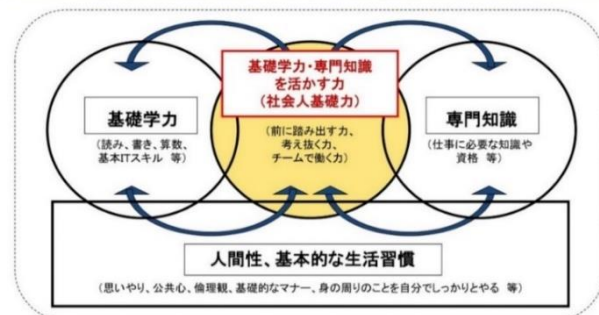 基礎学力・専門知識
を活かす力
(社会人基礎力)
基礎学力
(読み、書き、算数、
基本ITスキル 等)
(前に踏み出す力、
考え抜く力、
チームで働く力)
専門知識
(仕事に必要な知識や
資格 等)
人間性、基本的な生活習慣
(思いやり、公共心、倫理観、基礎的なマナー、身の周りのことを自分でしっかりとやる 等)